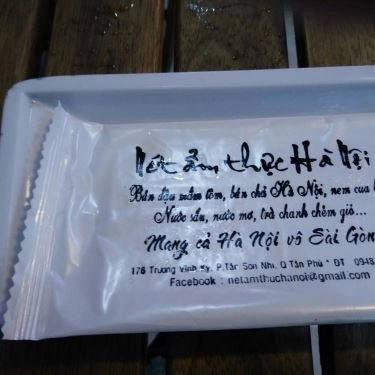 Nét ẩm thực Hà Nội
Bún đậu mắm tôm, bún chả Hà Nội, nem cua b
Nước sấu, nước mơ, trà chanh chém gió...
Mang cả Hà Nội vô Sài Gòn
176 Trương Vĩnh Ký, P.Tân Sơn Nhì, Q Tân Phú - ĐT 0948
Facebook : netamthuchanoi@gmail.com